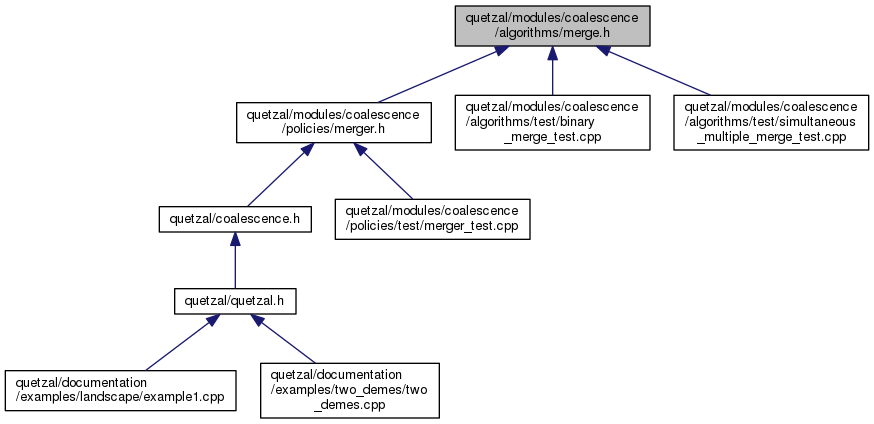 quetzal/modules/coalescence
/algorithms/merge.h
quetzal/modules/coalescence
/policies/merger.h
quetzal/modules/coalescence
/algorithms/test/binary
_merge_test.cpp
quetzal/modules/coalescence
/algorithms/test/simultaneous
_multiple_merge_test.cpp
quetzal/coalescence.h
quetzal/modules/coalescence
/policies/test/merger_test.cpp
quetzal/quetzal.h
quetzal/documentation
/examples/landscape/example1.cpp
quetzal/documentation
/examples/two_demes/two
_demes.cpp